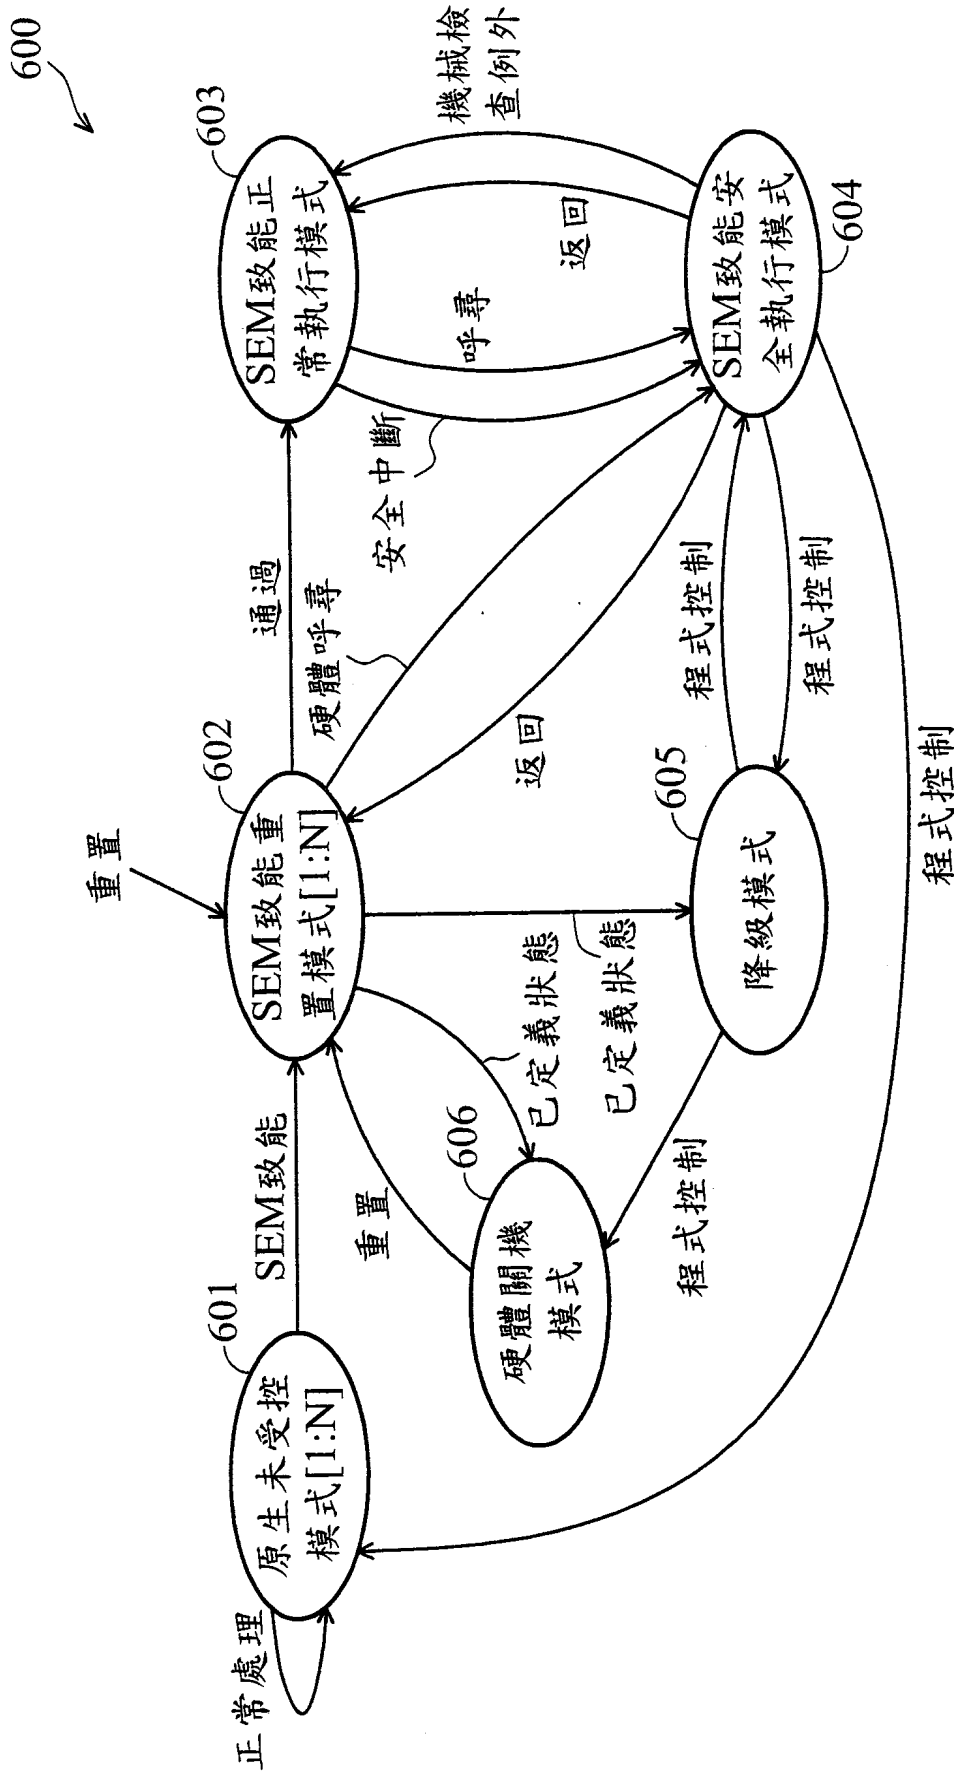 600
正常處理
原生未受控
模式[1:N]
601
SEM致能
重置
SEM致能重
置模式[1:N]
602
通過
SEM致能正
常執行模式
603
重置
硬體呼尋
安全中斷
呼尋
返回
機械檢
查例外
硬體關機
模式
606
已定義狀態
已定義狀態
返回
程式控制
降級模式
605
程式控制
程式控制
SEM致能安
全執行模式
604
程式控制